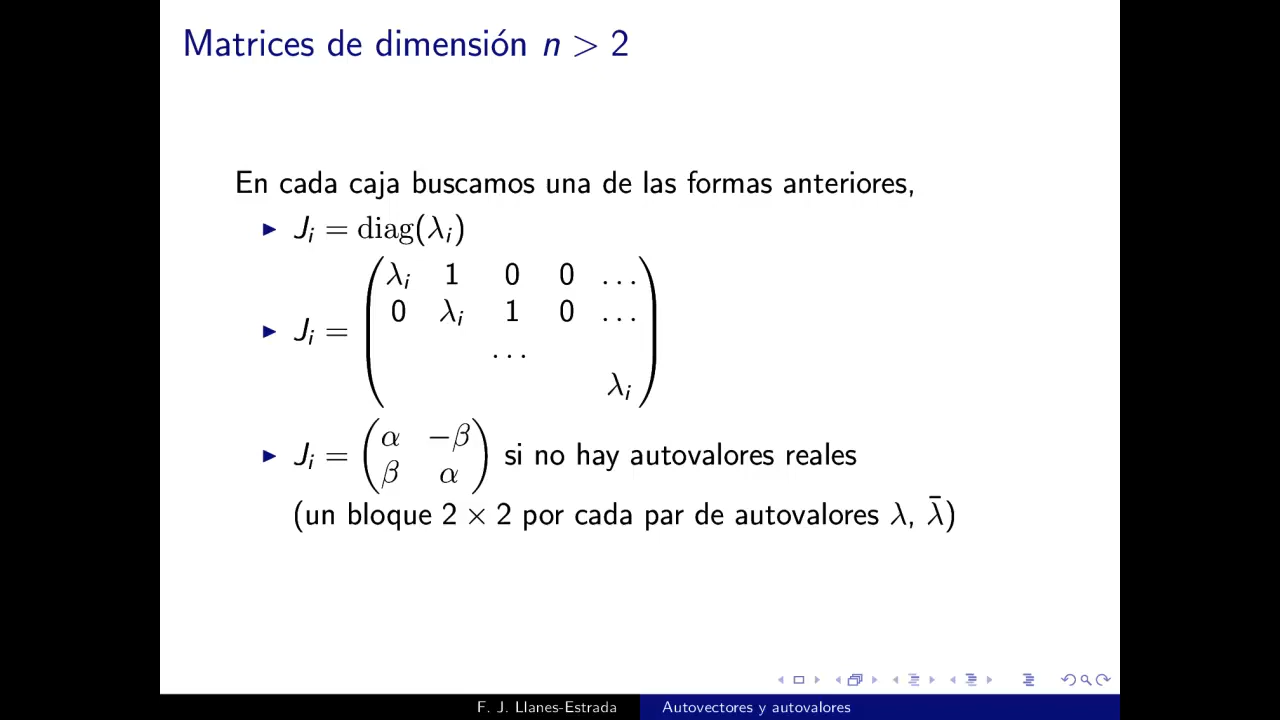 Matrices de dimensión n > 2
En cada caja buscamos una de las formas anteriores,
▶ J_i = diag(λ_i)
▶ J_i =
λ_i 1 0 0 ...
0 λ_i 1 0 ...
...
λ_i
▶ J_i = (α −β
β α) si no hay autovalores reales
(un bloque 2 × 2 por cada par de autovalores λ, λ̄)
F. J. Llanes-Estrada Autovectores y autovalores